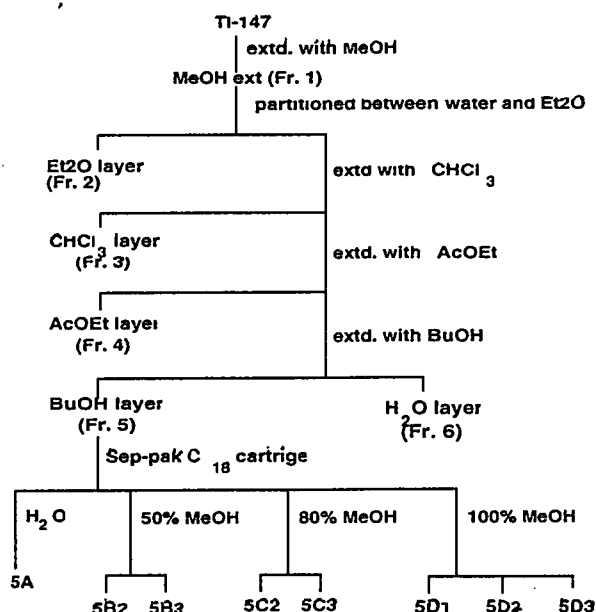 TI-147
extd. with MeOH
MeOH ext (Fr. 1)
partitioned between water and Et2O
Et2O layer
(Fr. 2)
extd with CHCl3
CHCl3 layer
(Fr. 3)
extd. with AcOEt
AcOEt layer
(Fr. 4)
extd. with BuOH
BuOH layer
(Fr. 5)
H2O layer
(Fr. 6)
Sep-pak C 18 cartrige
H2O
50% MeOH
80% MeOH
100% MeOH
5A
5B2 5B3 5C2 5C3 5D1 5D2 5D3